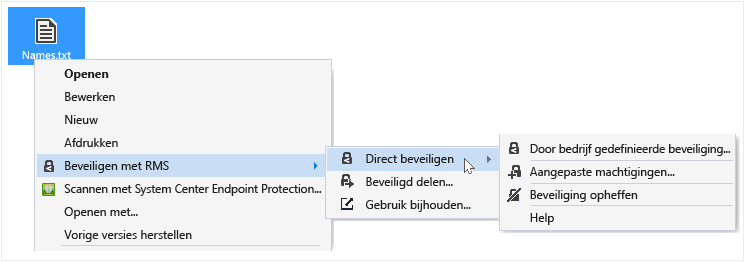 Names.txt
Openen
Bewerken
Nieuw
Afdrukken
Beveiligen met RMS
Scannen met System Center Endpoint Protection...
Openen met...
Vorige versies herstellen
Direct beveiligen
Beveiligd delen...
Gebruik bijhouden...
Door bedrijf gedefinieerde beveiliging...
Aangepaste machtigingen...
Beveiliging opheffen
Help